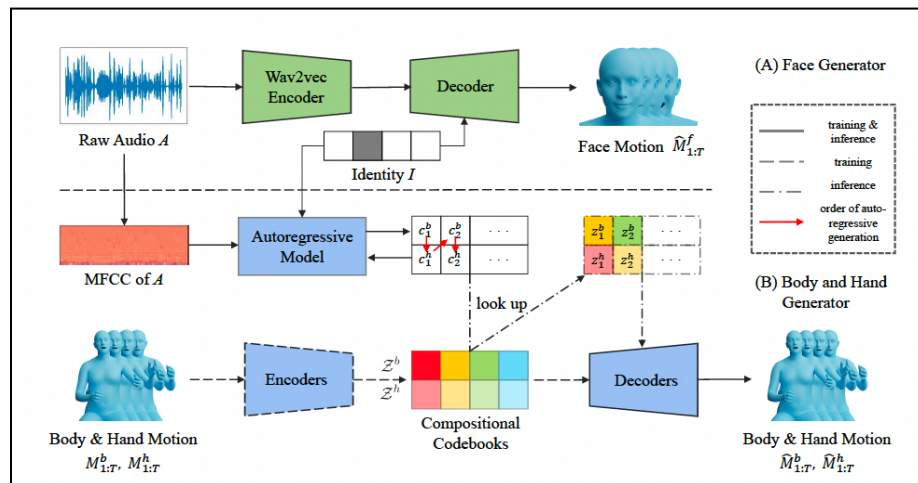 (A) Face Generator
Wav2vec
Encoder
Decoder
Raw Audio A
Face Motion M̂^f_{1:T}
Identity I
training &
inference
training
inference
order of auto-
regressive
generation
Autoregressive
Model
c^b_1 c^b_2 · · ·
c^h_1 c^h_2 · · ·
z^b_1 z^b_2 · · ·
z^h_1 z^h_2 · · ·
MFCC of A
look up
(B) Body and Hand
Generator
Encoders
Z^b
Z^h
Decoders
Compositional
Codebooks
Body & Hand Motion
M^b_{1:T}, M^h_{1:T}
Body & Hand Motion
M̂^b_{1:T}, M̂^h_{1:T}